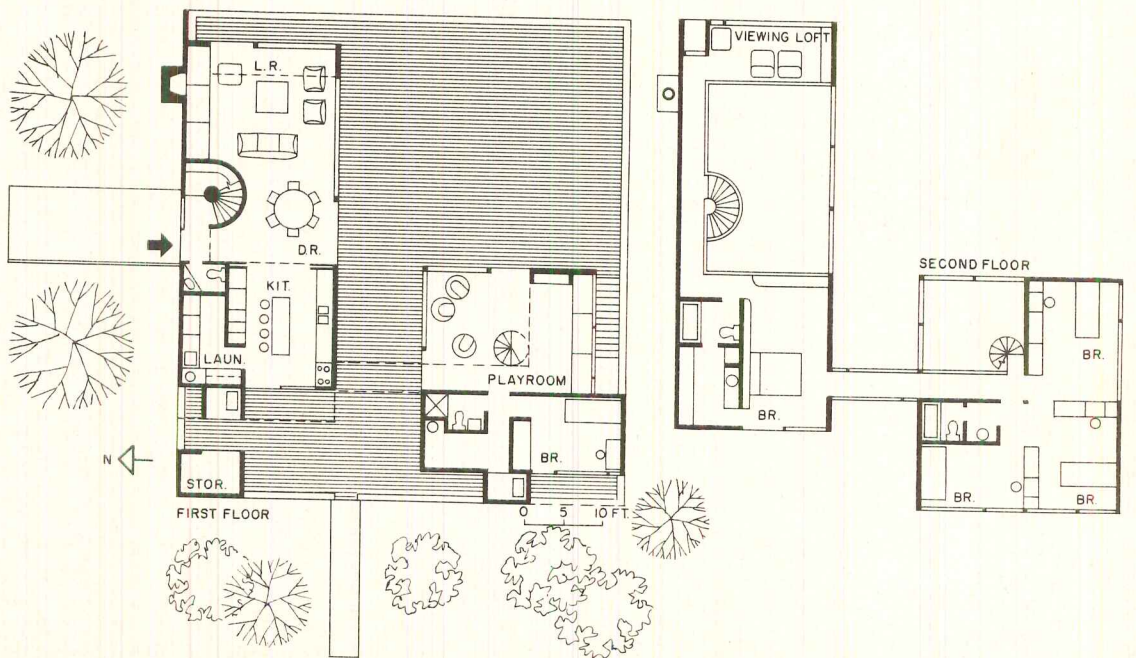 L.R.
D.R.
KIT.
LAUN.
PLAYROOM
BR.
N
STOR.
FIRST FLOOR
0 5 10 FT.
VIEWING LOFT
SECOND FLOOR
BR.
BR.
BR.
BR.